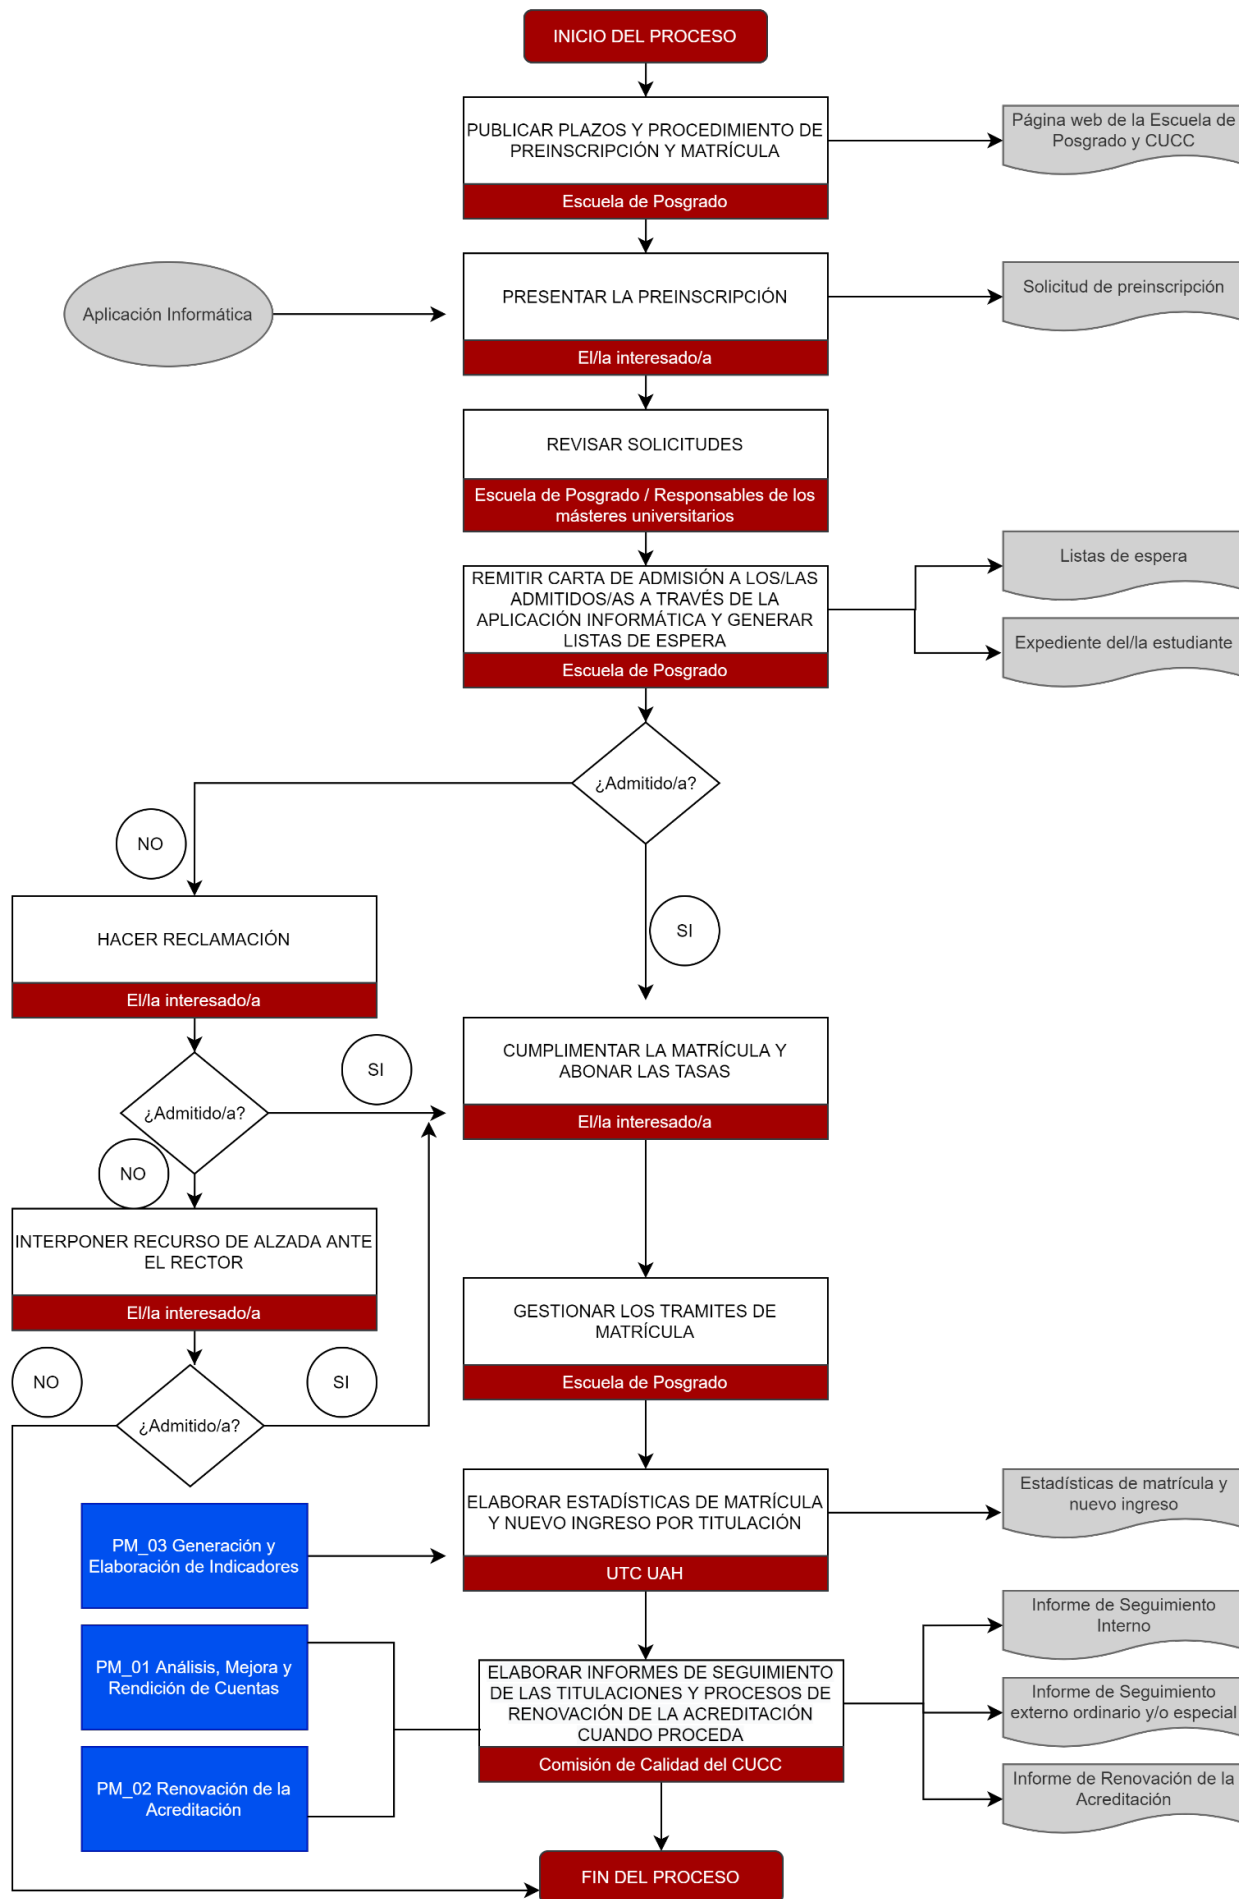 INICIO DEL PROCESO
PUBLICAR PLAZOS Y PROCEDIMIENTO DE
PREINSCRIPCIÓN Y MATRÍCULA
Escuela de Posgrado
Página web de la Escuela de
Posgrado y CUCC
Aplicación Informática
PRESENTAR LA PREINSCRIPCIÓN
El/la interesado/a
Solicitud de preinscripción
REVISAR SOLICITUDES
Escuela de Posgrado / Responsables de los
másteres universitarios
REMITIR CARTA DE ADMISIÓN A LOS/LAS
ADMITIDOS/AS A TRAVÉS DE LA
APLICACIÓN INFORMÁTICA Y GENERAR
LISTAS DE ESPERA
Escuela de Posgrado
Listas de espera
Expediente del/la estudiante
¿Admitido/a?
NO
SI
HACER RECLAMACIÓN
El/la interesado/a
CUMPLIMENTAR LA MATRÍCULA Y
ABONAR LAS TASAS
El/la interesado/a
SI
¿Admitido/a?
NO
INTERPONER RECURSO DE ALZADA ANTE
EL RECTOR
El/la interesado/a
GESTIONAR LOS TRAMITES DE
MATRÍCULA
Escuela de Posgrado
NO
SI
¿Admitido/a?
ELABORAR ESTADÍSTICAS DE MATRÍCULA
Y NUEVO INGRESO POR TITULACIÓN
UTC UAH
Estadísticas de matrícula y
nuevo ingreso
PM_03 Generación y
Elaboración de Indicadores
PM_01 Análisis, Mejora y
Rendición de Cuentas
PM_02 Renovación de la
Acreditación
ELABORAR INFORMES DE SEGUIMIENTO
DE LAS TITULACIONES Y PROCESOS DE
RENOVACIÓN DE LA ACREDITACIÓN
CUANDO PROCEDA
Comisión de Calidad del CUCC
Informe de Seguimiento
Interno
Informe de Seguimiento
externo ordinario y/o especial
Informe de Renovación de la
Acreditación
FIN DEL PROCESO